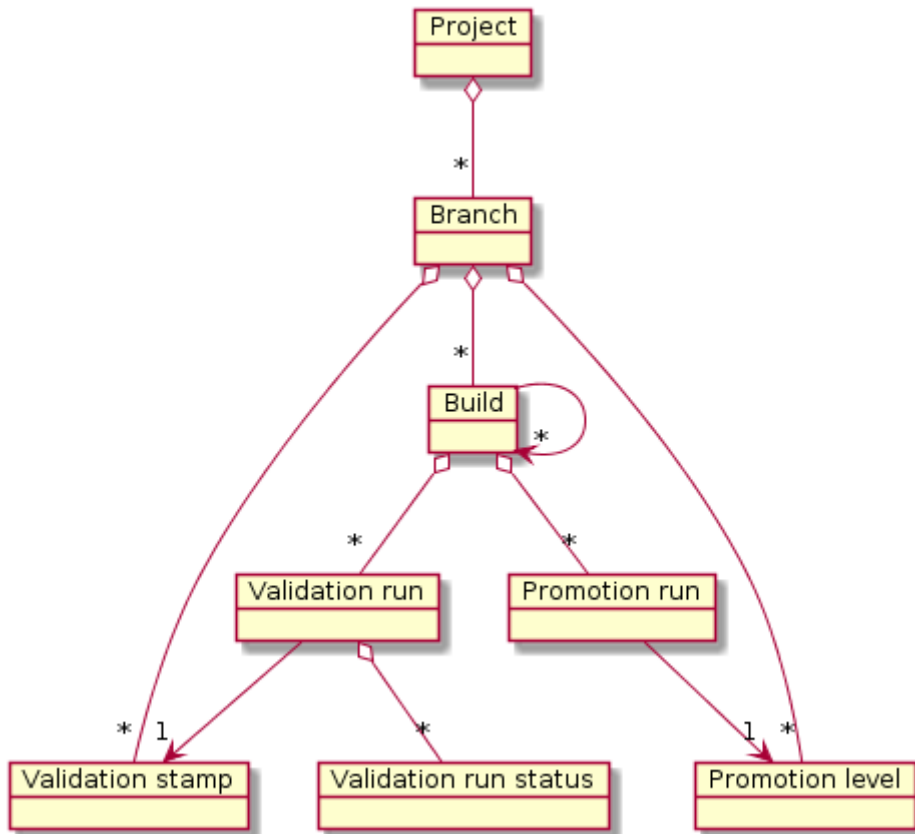 Project
*
Branch
*
Build
*
*
*
Validation run
Promotion run
*
1
*
1
*
Validation stamp
Validation run status
Promotion level